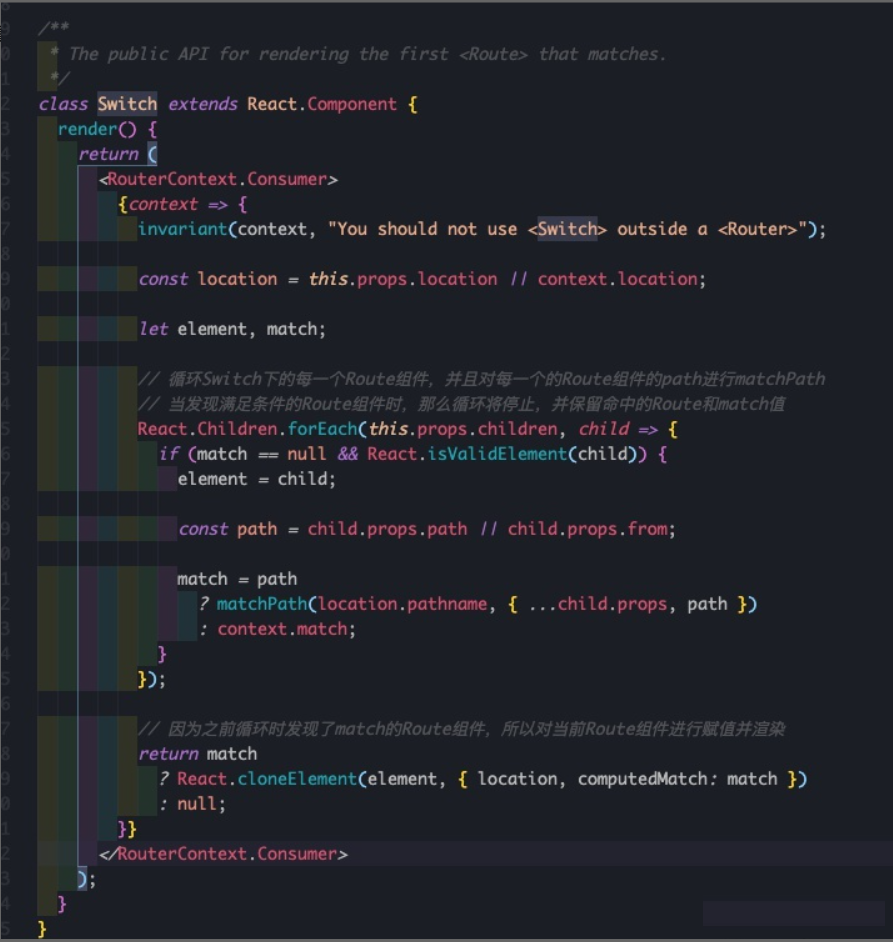 /**
 * The public API for rendering the first <Route> that matches.
 */
class Switch extends React.Component {
  render() {
    return (
      <RouterContext.Consumer>
        {context => {
          invariant(context, "You should not use <Switch> outside a <Router>");

          const location = this.props.location || context.location;

          let element, match;

          // 循环Switch下的每一个Route组件，并且对每一个的Route组件的path进行matchPath
          // 当发现满足条件的Route组件时，那么循环将停止，并保留命中的Route和match值
          React.Children.forEach(this.props.children, child => {
            if (match == null && React.isValidElement(child)) {
              element = child;

              const path = child.props.path || child.props.from;

              match = path
                ? matchPath(location.pathname, { ...child.props, path })
                : context.match;
            }
          });

          // 因为之前循环时发现了match的Route组件，所以对当前Route组件进行赋值并渲染
          return match
            ? React.cloneElement(element, { location, computedMatch: match })
            : null;
        }}
      </RouterContext.Consumer>
    );
  }
}